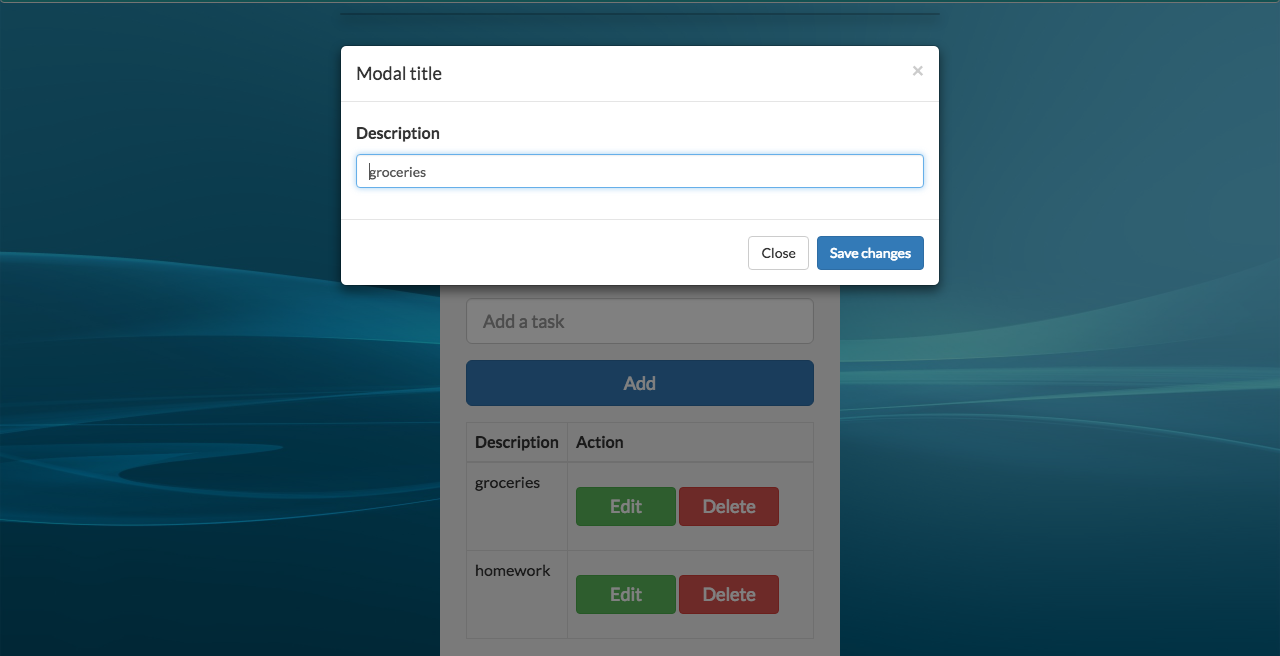 Modal title ×
Description
groceries
Close Save changes
Add a task
Add
Description Action
groceries Edit Delete
homework Edit Delete